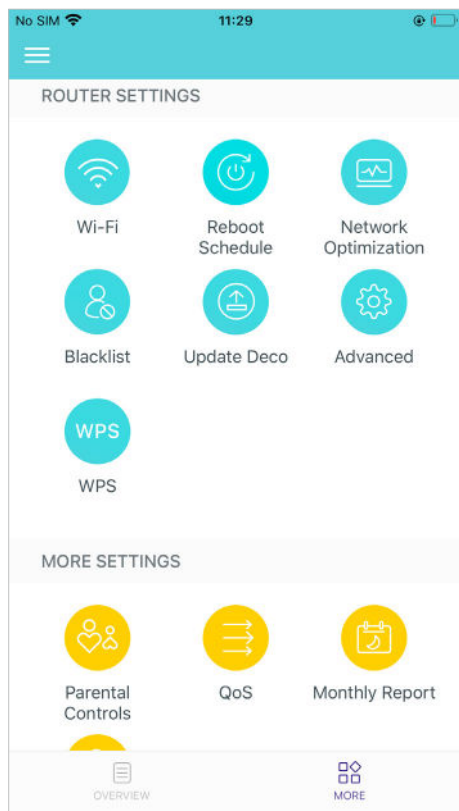 No SIM 11:29
ROUTER SETTINGS
Wi-Fi
Reboot
Schedule
Network
Optimization
Blacklist
Update Deco
Advanced
WPS
WPS
MORE SETTINGS
Parental
Controls
QoS
Monthly Report
OVERVIEW
MORE